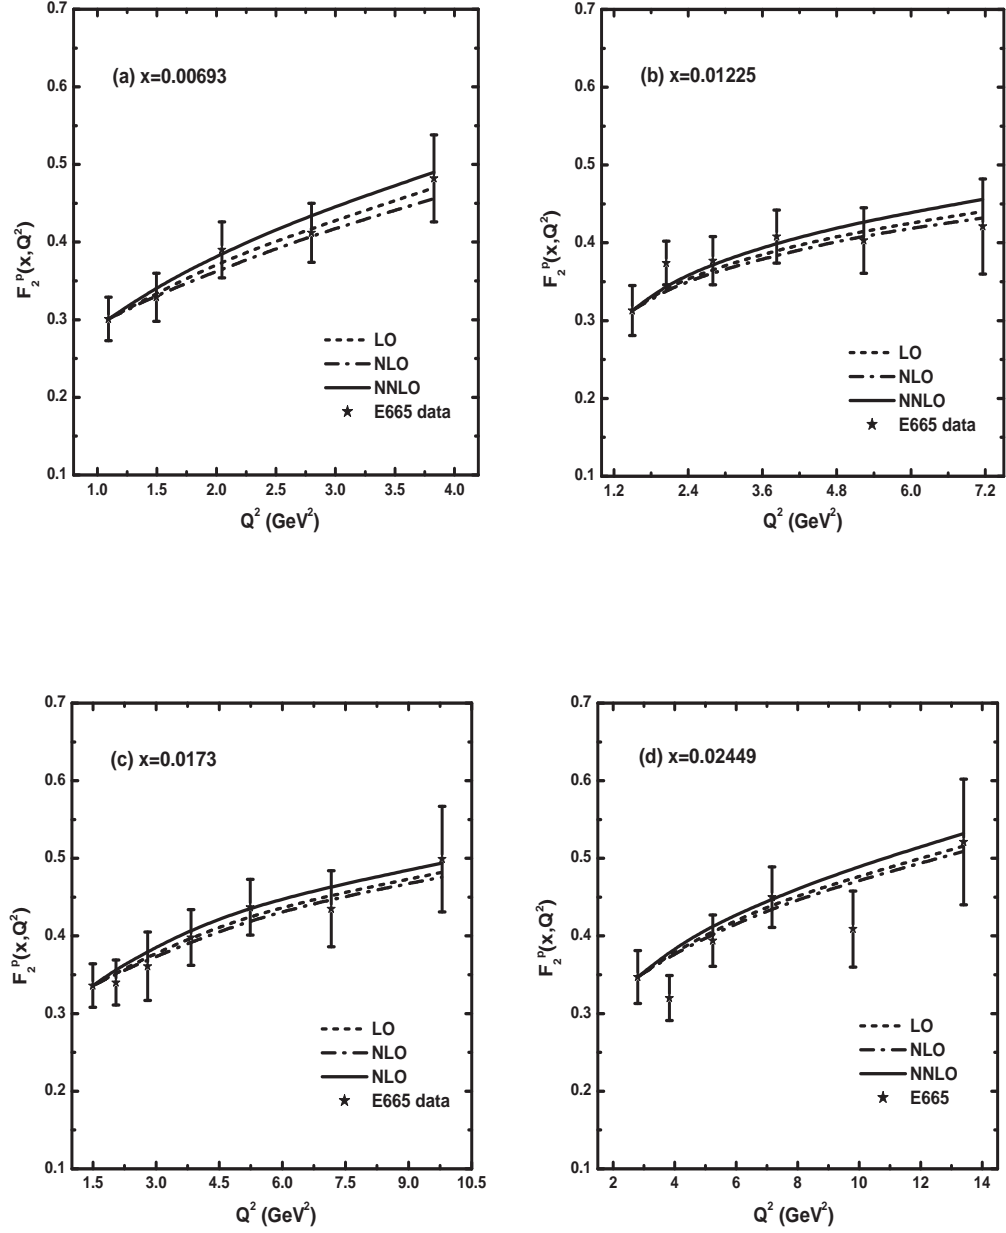 (a) x=0.00693
F₂ᵖ(x,Q²)
0.7
0.6
0.5
0.4
0.3
0.2
0.1
LO
NLO
NNLO
E665 data
1.0 1.5 2.0 2.5 3.0 3.5 4.0
Q² (GeV²)
(b) x=0.01225
F₂ᵖ(x,Q²)
0.7
0.6
0.5
0.4
0.3
0.2
0.1
LO
NLO
NNLO
E665 data
1.2 2.4 3.6 4.8 6.0 7.2
Q² (GeV²)
(c) x=0.0173
F₂ᵖ(x,Q²)
0.7
0.6
0.5
0.4
0.3
0.2
0.1
LO
NLO
NLO
E665 data
1.5 3.0 4.5 6.0 7.5 9.0 10.5
Q² (GeV²)
(d) x=0.02449
F₂ᵖ(x,Q²)
0.7
0.6
0.5
0.4
0.3
0.2
0.1
LO
NLO
NNLO
E665
2 4 6 8 10 12 14
Q² (GeV²)